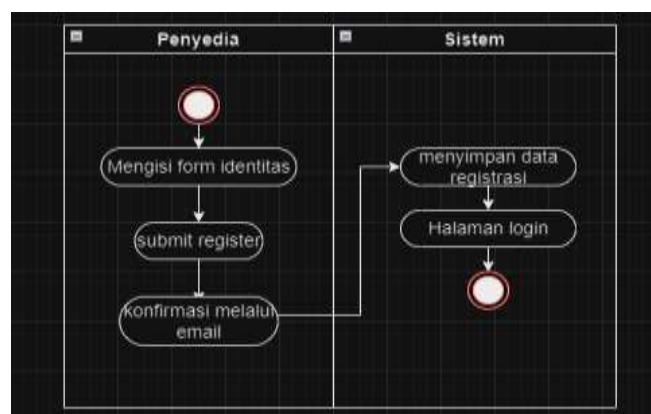 Penyedia
Sistem
Mengisi form identitas
submit register
konfirmasi melalui
email
menyimpan data
registrasi
Halaman login